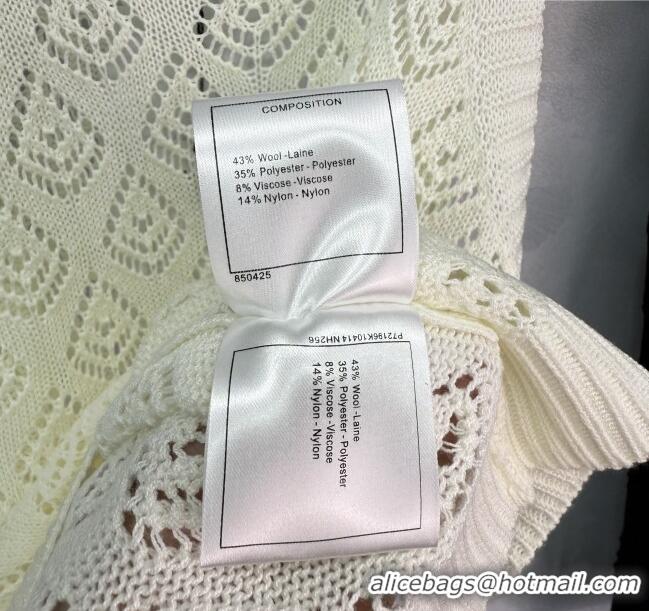 COMPOSITION
43% Wool -Laine
35% Polyester - Polyester
8% Viscose -Viscose
14% Nylon - Nylon
850425
P72196K10414NH256
43% Wool -Laine
35% Polyester - Polyester
8% Viscose -Viscose
14% Nylon - Nylon
alicebags@hotmail.com